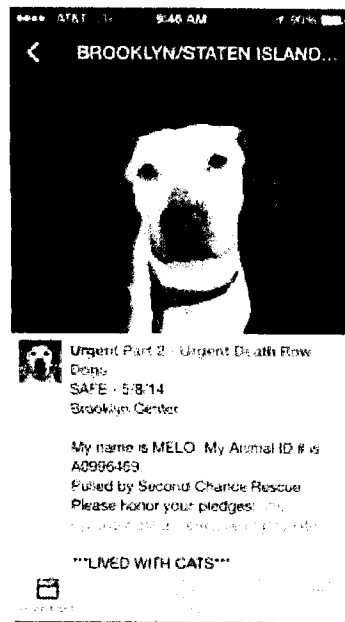 AT&T 9:46 AM 90%
BROOKLYN/STATEN ISLAND...
Urgent Part 2 - Urgent Death Row
Dogs
SAFE - 5/8/14
Brooklyn Center
My name is MELO. My Animal ID # is
A0996469.
Pulled by Second Chance Rescue
Please honor your pledges:
***LIVED WITH CATS***